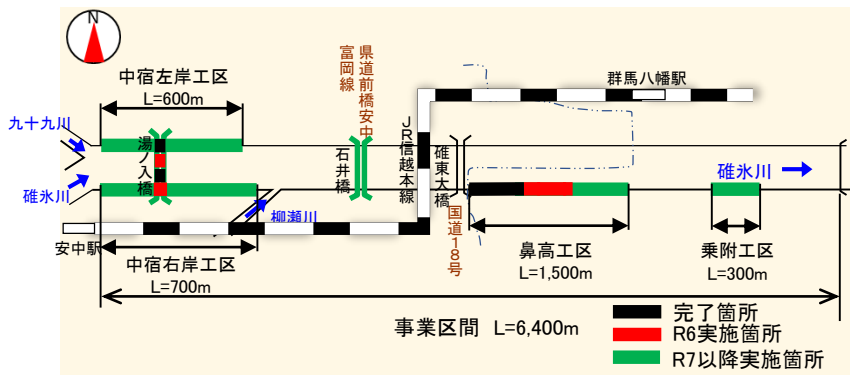 N
中宿左岸工区
L=600m
県道前橋安中
富岡線
群馬八幡駅
九十九川
湯ノ入橋
石井橋
JR信越本線
碓東大橋
碓氷川
碓氷川
柳瀬川
国道18号
安中駅
中宿右岸工区
L=700m
鼻高工区
L=1,500m
乗附工区
L=300m
事業区間 L=6,400m
完了箇所
R6実施箇所
R7以降実施箇所